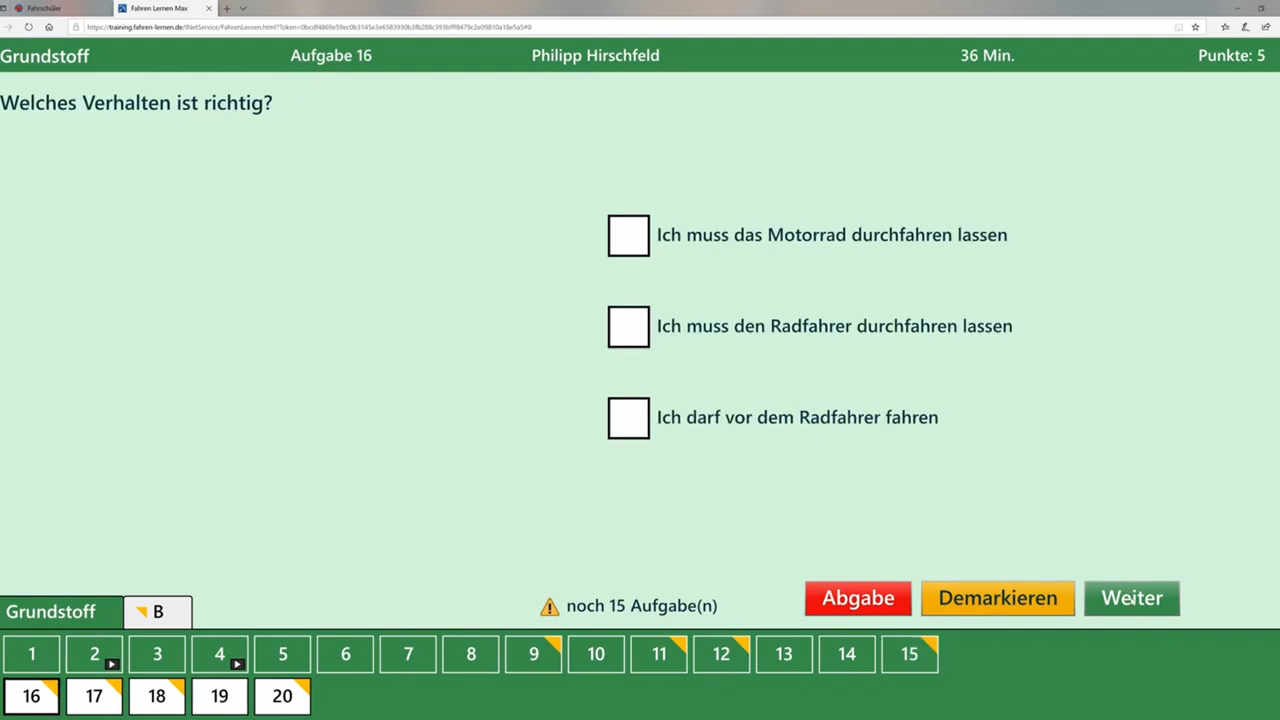 Fahrschüler
Fahren Lernen Max
Grundstoff
Aufgabe 16
Philipp Hirschfeld
36 Min.
Punkte: 5
Welches Verhalten ist richtig?
Ich muss das Motorrad durchfahren lassen
Ich muss den Radfahrer durchfahren lassen
Ich darf vor dem Radfahrer fahren
Grundstoff
B
noch 15 Aufgabe(n)
Abgabe
Demarkieren
Weiter
1 2 3 4 5 6 7 8 9 10 11 12 13 14 15
16 17 18 19 20